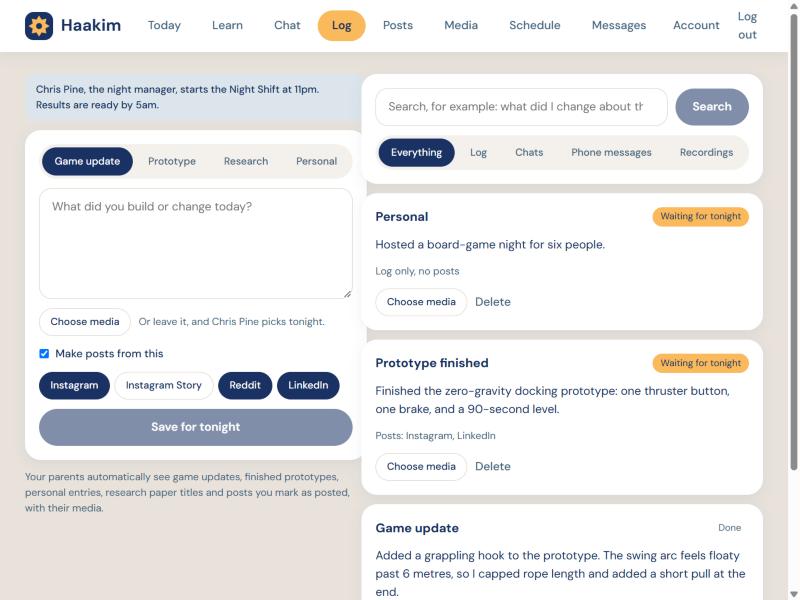 Haakim
Today
Learn
Chat
Log
Posts
Media
Schedule
Messages
Account
Log out
Chris Pine, the night manager, starts the Night Shift at 11pm.
Results are ready by 5am.
Game update
Prototype
Research
Personal
What did you build or change today?
Choose media
Or leave it, and Chris Pine picks tonight.
Make posts from this
Instagram
Instagram Story
Reddit
LinkedIn
Save for tonight
Your parents automatically see game updates, finished prototypes,
personal entries, research paper titles and posts you mark as posted,
with their media.
Search, for example: what did I change about th
Search
Everything
Log
Chats
Phone messages
Recordings
Personal
Waiting for tonight
Hosted a board-game night for six people.
Log only, no posts
Choose media
Delete
Prototype finished
Waiting for tonight
Finished the zero-gravity docking prototype: one thruster button,
one brake, and a 90-second level.
Posts: Instagram, LinkedIn
Choose media
Delete
Game update
Done
Added a grappling hook to the prototype. The swing arc feels floaty
past 6 metres, so I capped rope length and added a short pull at the
end.